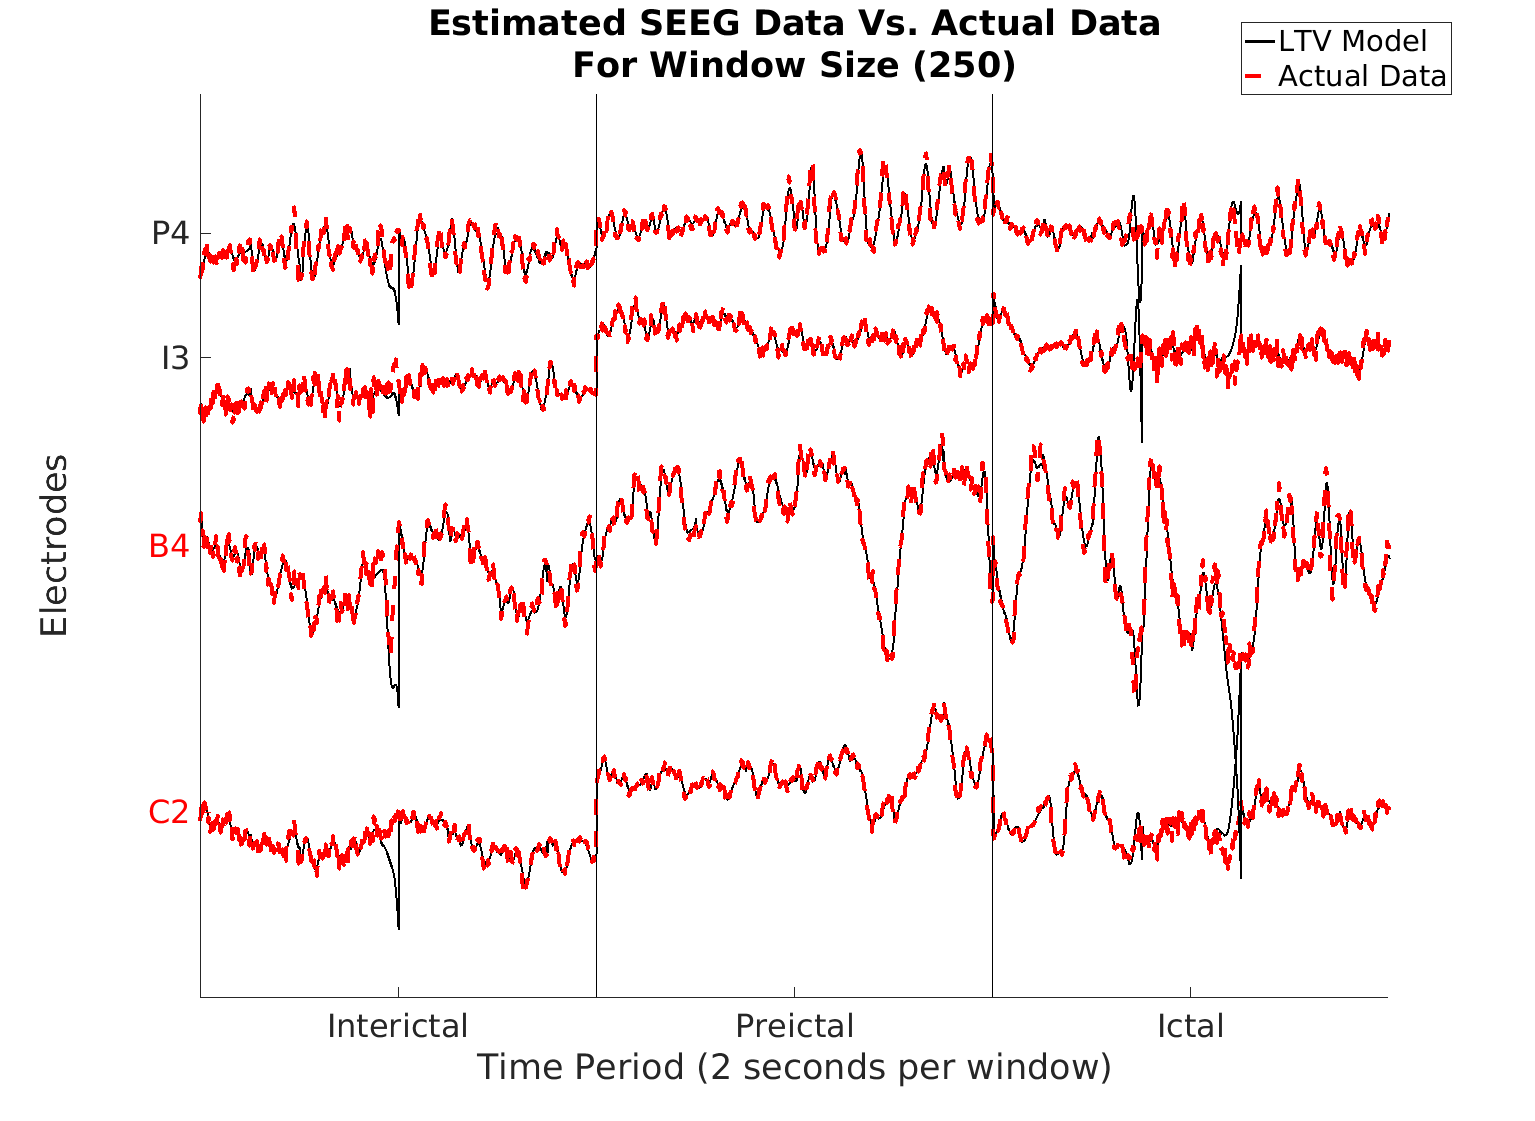 Estimated SEEG Data Vs. Actual Data
For Window Size (250)
LTV Model
Actual Data
P4
I3
B4
C2
Electrodes
Interictal
Preictal
Ictal
Time Period (2 seconds per window)